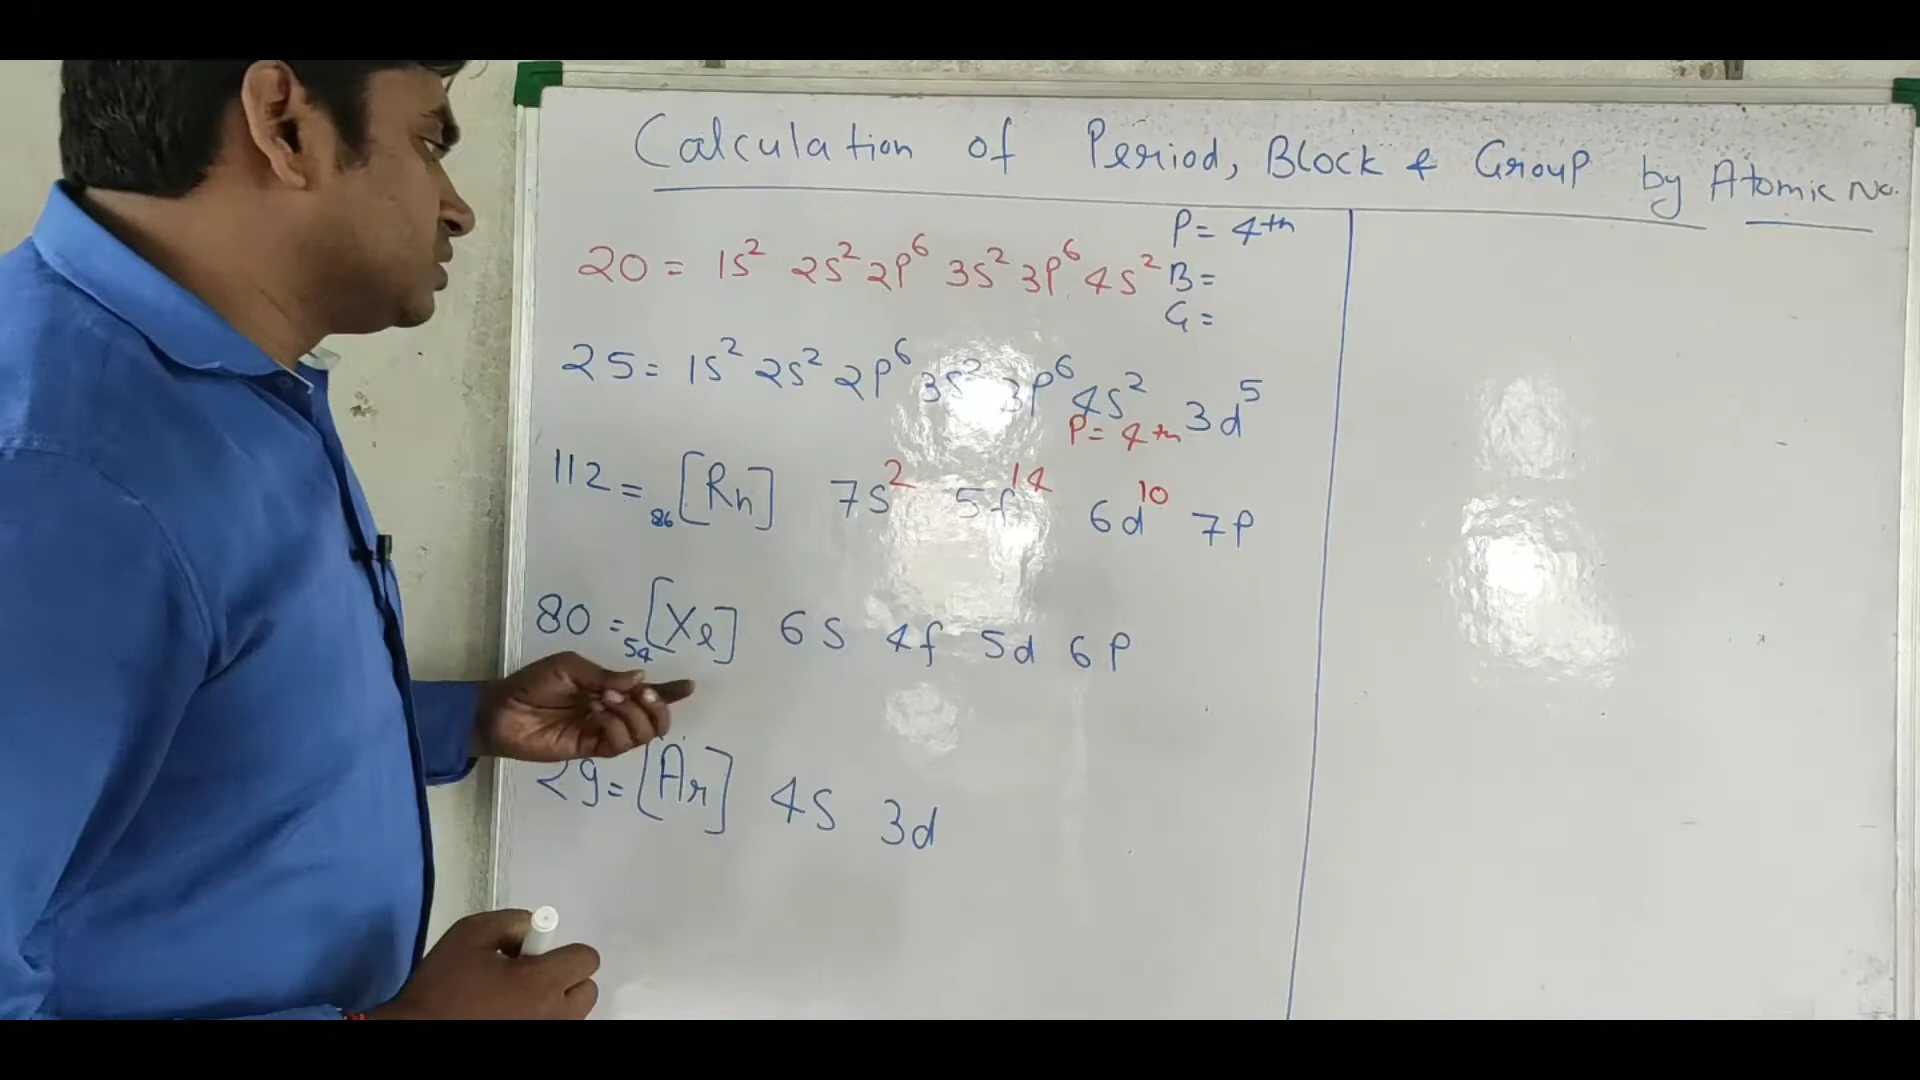 Calculation of Period, Block & Group by Atomic No.
P = 4th
20 = 1s² 2s² 2p⁶ 3s² 3p⁶ 4s² B =
G =
25 = 1s² 2s² 2p⁶ 3s² 3p⁶ 4s² 3d⁵
P = 4th
112 = 86[Rn] 7s² 5f¹⁴ 6d¹⁰ 7p
80 = 54[Xe] 6s 4f 5d 6p
29 = [Ar] 4s 3d